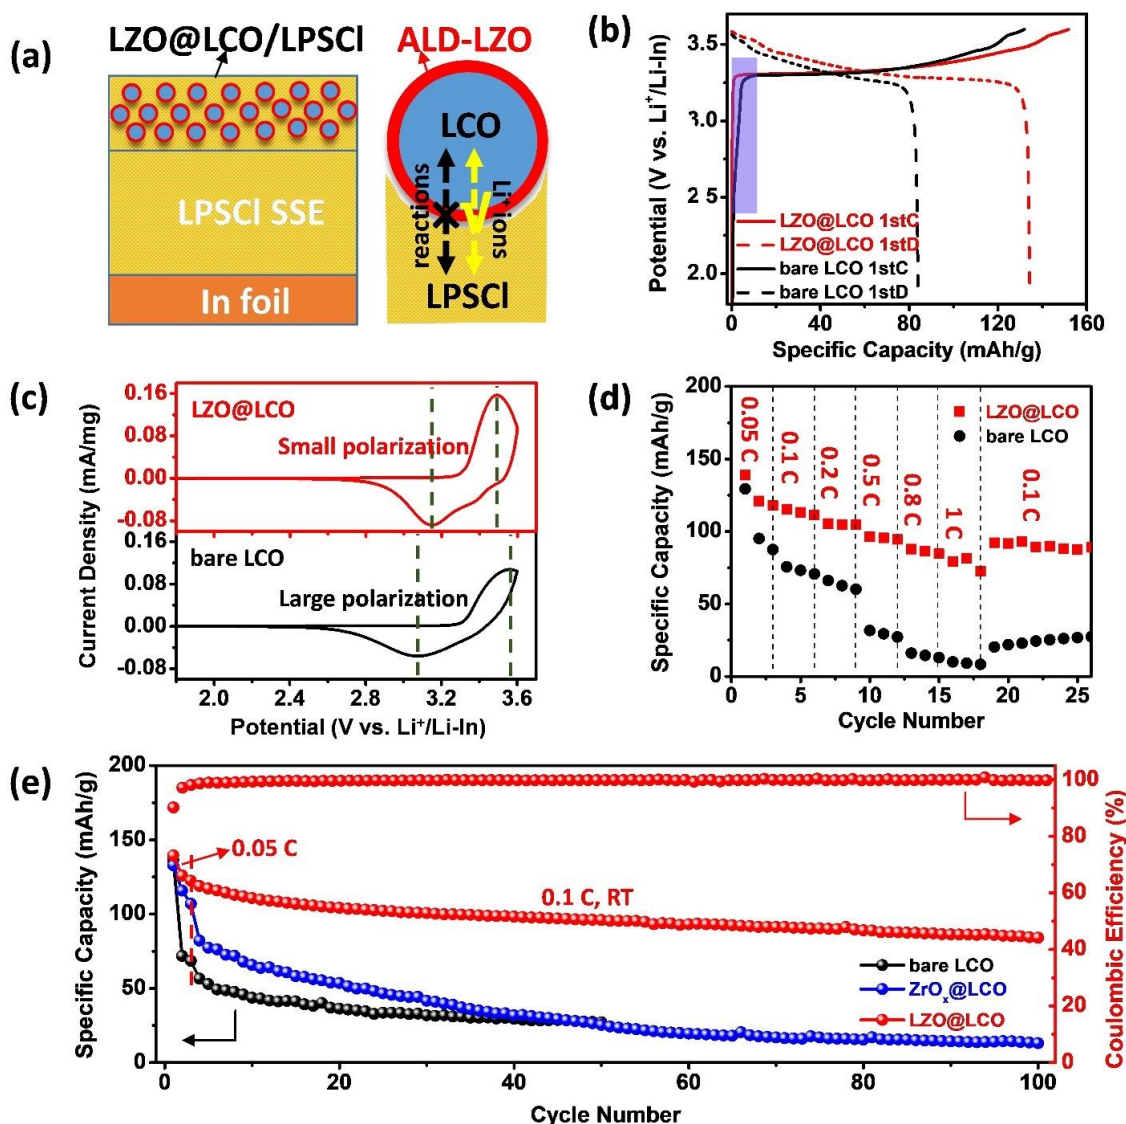 (a)
LZO@LCO/LPSCl
ALD-LZO
LCO
reactions
Li⁺ions
LPSCl
LPSCl SSE
In foil
(b)
Potential (V vs. Li⁺/Li-In)
3.5
3.0
2.5
2.0
LZO@LCO 1stC
LZO@LCO 1stD
bare LCO 1stC
bare LCO 1stD
0 40 80 120 160
Specific Capacity (mAh/g)
(c)
Current Density (mA/mg)
0.16
0.08
0.00
-0.08
LZO@LCO
Small polarization
0.16
0.08
0.00
-0.08
bare LCO
Large polarization
2.0 2.4 2.8 3.2 3.6
Potential (V vs. Li⁺/Li-In)
(d)
Specific Capacity (mAh/g)
200
150
100
50
0
LZO@LCO
bare LCO
0.05 C
0.1 C
0.2 C
0.5 C
0.8 C
1 C
0.1 C
0 5 10 15 20 25
Cycle Number
(e)
Specific Capacity (mAh/g)
200
150
100
50
0
0.05 C
0.1 C, RT
bare LCO
ZrOₓ@LCO
LZO@LCO
100
80
60
40
20
0
Coulombic Efficiency (%)
0 20 40 60 80 100
Cycle Number